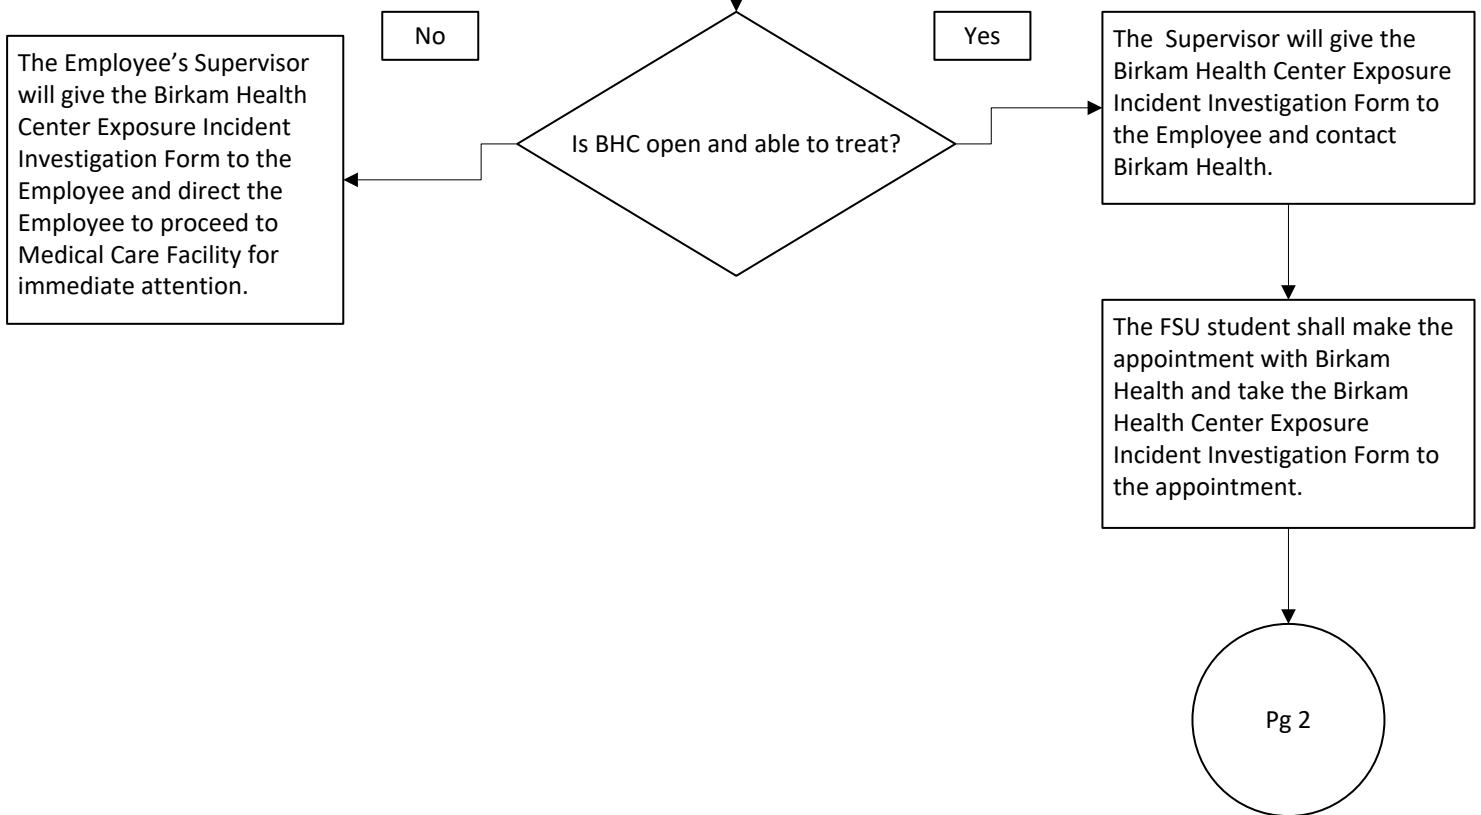 No
The Employee’s Supervisor
will give the Birkam Health
Center Exposure Incident
Investigation Form to the
Employee and direct the
Employee to proceed to
Medical Care Facility for
immediate attention.
Is BHC open and able to treat?
Yes
The  Supervisor will give the
Birkam Health Center Exposure
Incident Investigation Form to
the Employee and contact
Birkam Health.
The FSU student shall make the
appointment with Birkam
Health and take the Birkam
Health Center Exposure
Incident Investigation Form to
the appointment.
Pg 2